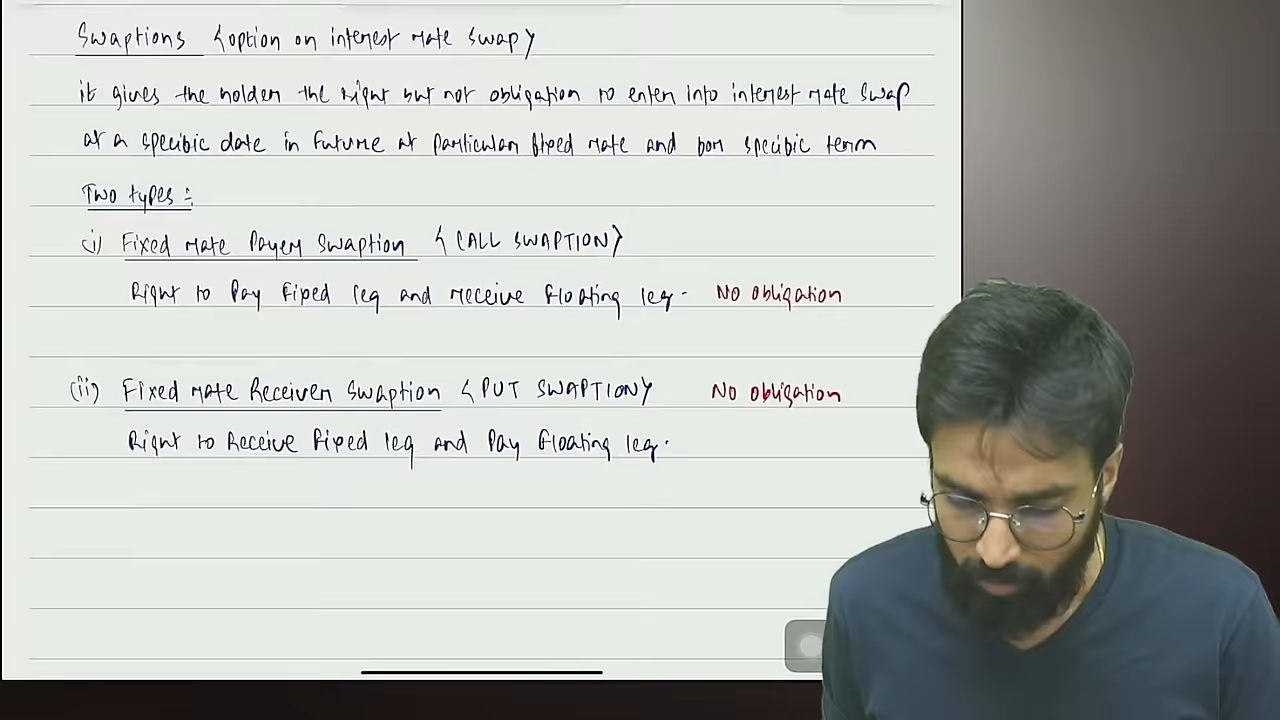 Swaptions {option on interest rate swap}
it gives the holder the right but not obligation to enter into interest rate swap
at a specific date in future at particular fixed rate and for specific term
Two types :-
(i) Fixed rate Payer Swaption {CALL SWAPTION}
Right to Pay Fixed leg and receive floating leg. No obligation
(ii) Fixed rate Receiver Swaption {PUT SWAPTION} No obligation
Right to Receive Fixed leg and Pay floating leg.